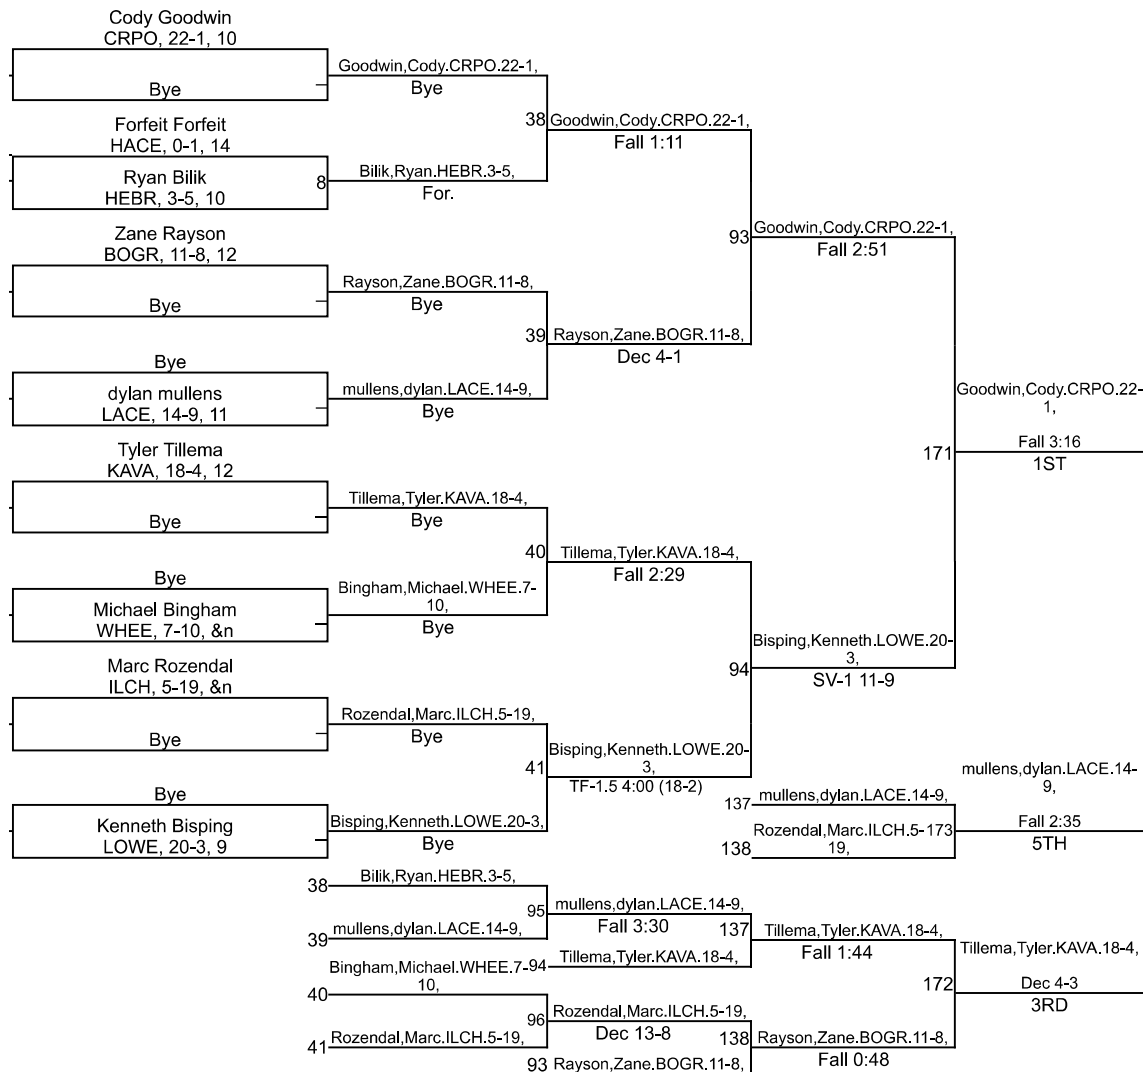 Cody Goodwin
CRPO, 22-1, 10
Bye
Goodwin,Cody.CRPO.22-1,
Bye
Forfeit Forfeit
HACE, 0-1, 14
Ryan Bilik
HEBR, 3-5, 10
8
Bilik,Ryan.HEBR.3-5,
For.
38
Goodwin,Cody.CRPO.22-1,
Fall 1:11
Zane Rayson
BOGR, 11-8, 12
Bye
Rayson,Zane.BOGR.11-8,
Bye
Bye
dylan mullens
LACE, 14-9, 11
mullens,dylan.LACE.14-9,
Bye
39
Rayson,Zane.BOGR.11-8,
Dec 4-1
93
Goodwin,Cody.CRPO.22-1,
Fall 2:51
Tyler Tillema
KAVA, 18-4, 12
Bye
Tillema,Tyler.KAVA.18-4,
Bye
Bye
Michael Bingham
WHEE, 7-10, &n
Bingham,Michael.WHEE.7-
10,
Bye
40
Tillema,Tyler.KAVA.18-4,
Fall 2:29
Marc Rozendal
ILCH, 5-19, &n
Bye
Rozendal,Marc.ILCH.5-19,
Bye
Bye
Kenneth Bisping
LOWE, 20-3, 9
Bisping,Kenneth.LOWE.20-3,
Bye
41
Bisping,Kenneth.LOWE.20-
3,
TF-1.5 4:00 (18-2)
94
Bisping,Kenneth.LOWE.20-
3,
SV-1 11-9
171
Goodwin,Cody.CRPO.22-
1,
Fall 3:16
1ST
137
mullens,dylan.LACE.14-9,
138
Rozendal,Marc.ILCH.5-
19,
173
mullens,dylan.LACE.14-
9,
Fall 2:35
5TH
38
Bilik,Ryan.HEBR.3-5,
39
mullens,dylan.LACE.14-9,
95
mullens,dylan.LACE.14-9,
Fall 3:30
94
Tillema,Tyler.KAVA.18-4,
137
Tillema,Tyler.KAVA.18-4,
Fall 1:44
Bingham,Michael.WHEE.7-
10,
40
41
Rozendal,Marc.ILCH.5-19,
96
Rozendal,Marc.ILCH.5-19,
Dec 13-8
93
Rayson,Zane.BOGR.11-8,
138
Rayson,Zane.BOGR.11-8,
Fall 0:48
172
Tillema,Tyler.KAVA.18-4,
Dec 4-3
3RD